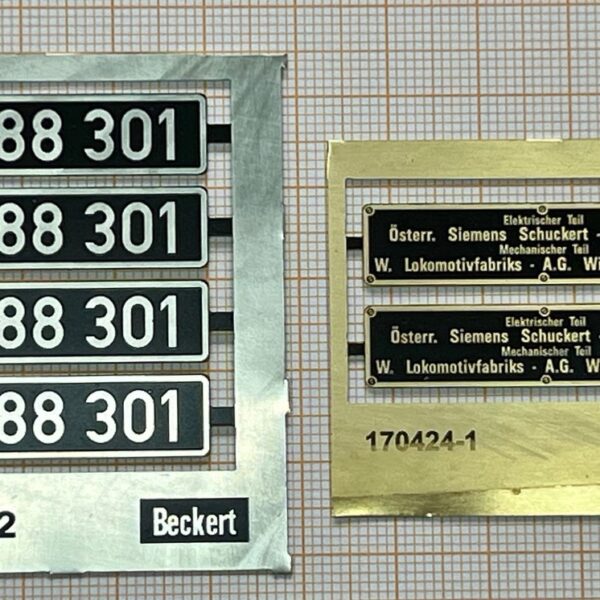 88 301
88 301
88 301
88 301
2
Beckert
Elektrischer Teil
Österr. Siemens Schuckert -
Mechanischer Teil
W. Lokomotivfabriks - A.G. Wi
Elektrischer Teil
Österr. Siemens Schuckert -
Mechanischer Teil
W. Lokomotivfabriks - A.G. W
170424-1